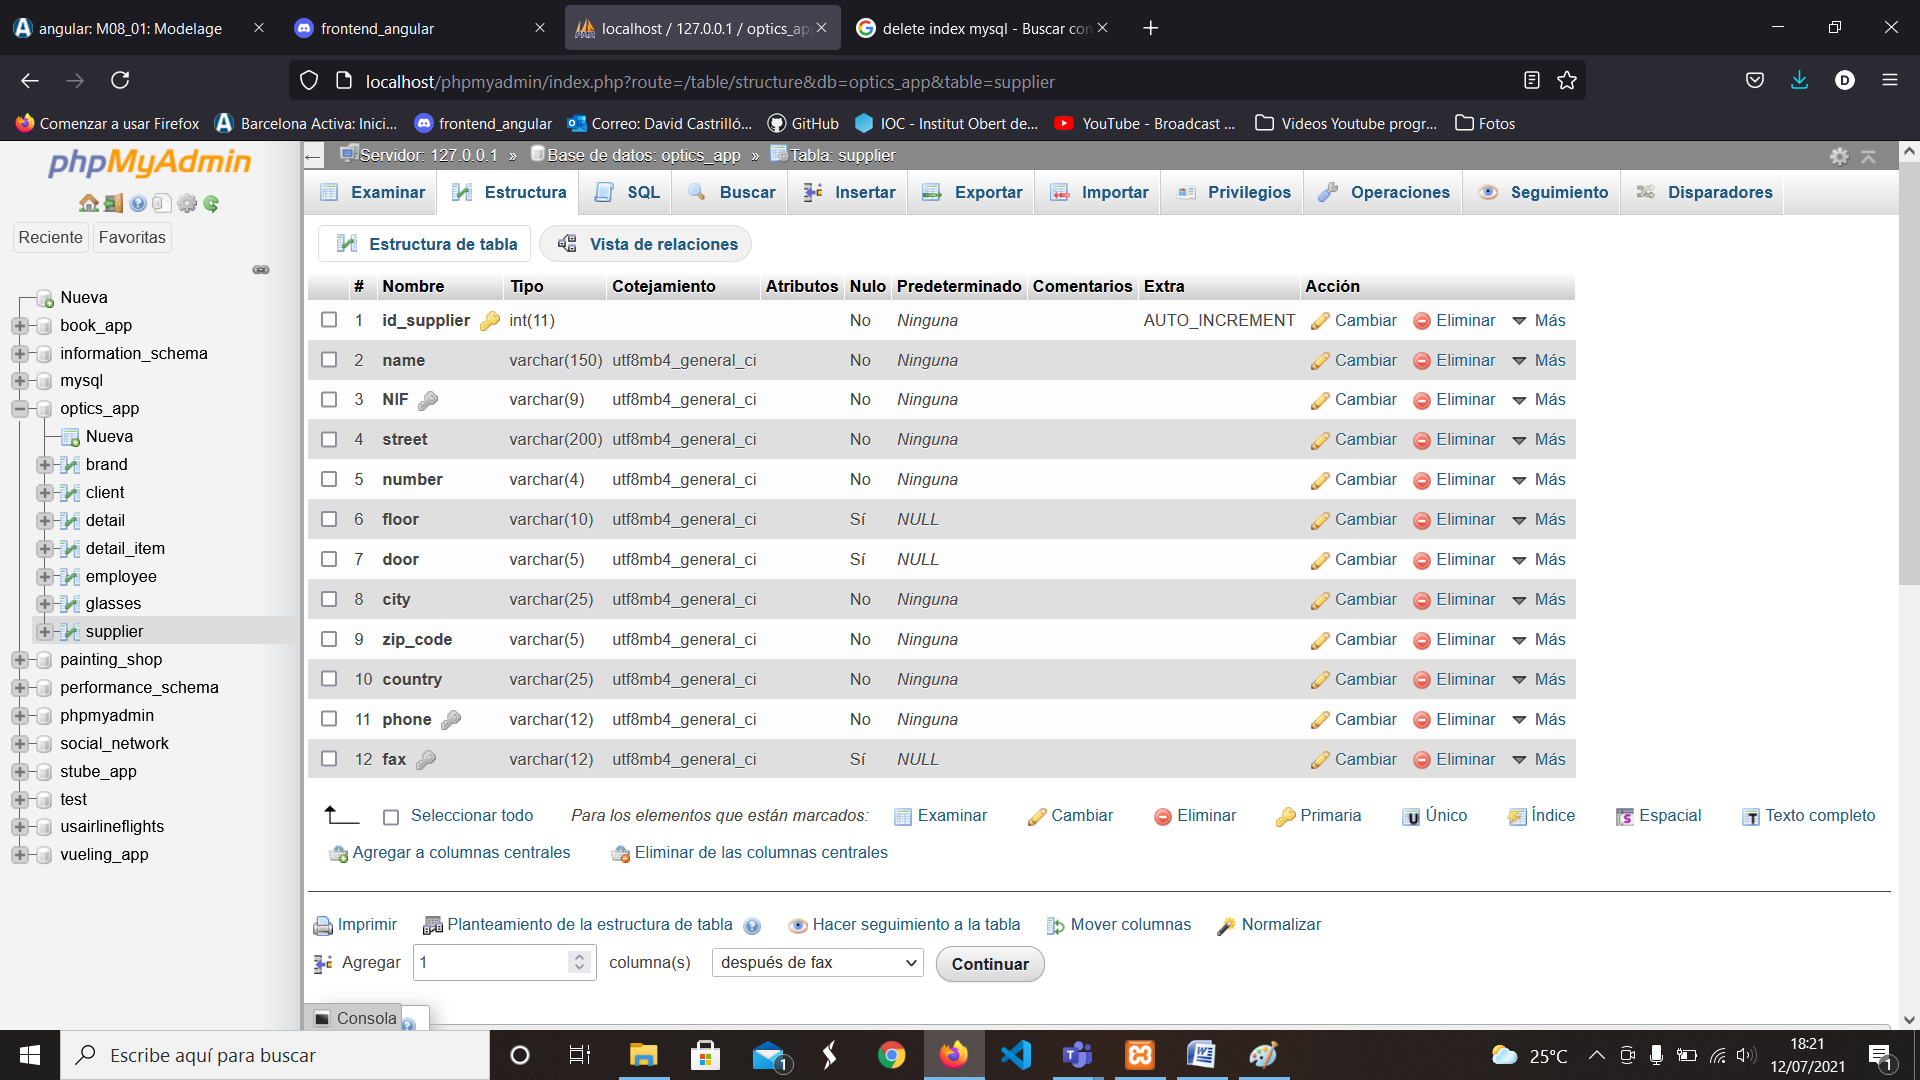 angular: M08_01: Modelage
frontend_angular
localhost / 127.0.0.1 / optics_ap
delete index mysql - Buscar con
localhost/phpmyadmin/index.php?route=/table/structure&db=optics_app&table=supplier
D
Comenzar a usar Firefox
Barcelona Activa: Inici...
frontend_angular
Correo: David Castrilló...
GitHub
IOC - Institut Obert de...
YouTube - Broadcast ...
Videos Youtube progr...
Fotos
phpMyAdmin
Reciente
Favoritas
Nueva
book_app
information_schema
mysql
optics_app
Nueva
brand
client
detail
detail_item
employee
glasses
supplier
painting_shop
performance_schema
phpmyadmin
social_network
stube_app
test
usairlineflights
vueling_app
Servidor: 127.0.0.1 » Base de datos: optics_app » Tabla: supplier
Examinar Estructura SQL Buscar Insertar Exportar Importar Privilegios Operaciones Seguimiento Disparadores
Estructura de tabla Vista de relaciones
# Nombre Tipo Cotejamiento Atributos Nulo Predeterminado Comentarios Extra Acción
1 id_supplier int(11) No Ninguna AUTO_INCREMENT Cambiar Eliminar Más
2 name varchar(150) utf8mb4_general_ci No Ninguna Cambiar Eliminar Más
3 NIF varchar(9) utf8mb4_general_ci No Ninguna Cambiar Eliminar Más
4 street varchar(200) utf8mb4_general_ci No Ninguna Cambiar Eliminar Más
5 number varchar(4) utf8mb4_general_ci No Ninguna Cambiar Eliminar Más
6 floor varchar(10) utf8mb4_general_ci Sí NULL Cambiar Eliminar Más
7 door varchar(5) utf8mb4_general_ci Sí NULL Cambiar Eliminar Más
8 city varchar(25) utf8mb4_general_ci No Ninguna Cambiar Eliminar Más
9 zip_code varchar(5) utf8mb4_general_ci No Ninguna Cambiar Eliminar Más
10 country varchar(25) utf8mb4_general_ci No Ninguna Cambiar Eliminar Más
11 phone varchar(12) utf8mb4_general_ci No Ninguna Cambiar Eliminar Más
12 fax varchar(12) utf8mb4_general_ci Sí NULL Cambiar Eliminar Más
Seleccionar todo Para los elementos que están marcados: Examinar Cambiar Eliminar Primaria Único Índice Espacial Texto completo
Agregar a columnas centrales Eliminar de las columnas centrales
Imprimir Planteamiento de la estructura de tabla Hacer seguimiento a la tabla Mover columnas Normalizar
Agregar 1 columna(s) después de fax Continuar
Consola
Escribe aquí para buscar
1
25°C
18:21
12/07/2021
1